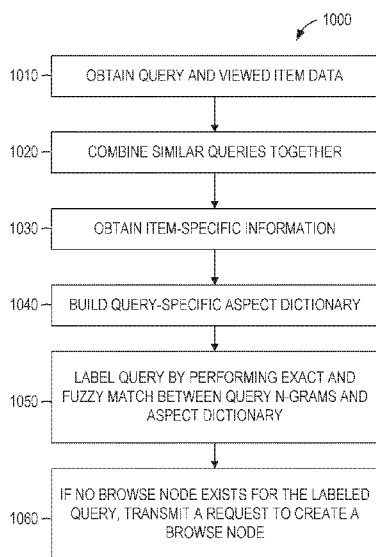 1000
1010
OBTAIN QUERY AND VIEWED ITEM DATA
1020
COMBINE SIMILAR QUERIES TOGETHER
1030
OBTAIN ITEM-SPECIFIC INFORMATION
1040
BUILD QUERY-SPECIFIC ASPECT DICTIONARY
1050
LABEL QUERY BY PERFORMING EXACT AND
FUZZY MATCH BETWEEN QUERY N-GRAMS AND
ASPECT DICTIONARY
1060
IF NO BROWSE NODE EXISTS FOR THE LABELED
QUERY, TRANSMIT A REQUEST TO CREATE A
BROWSE NODE